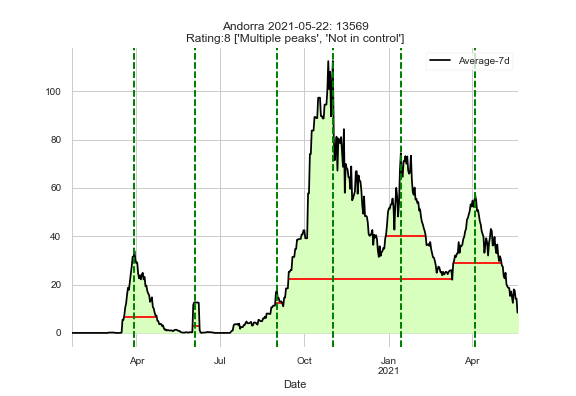 Andorra 2021-05-22: 13569
Rating:8 ['Multiple peaks', 'Not in control']
Average-7d
100
80
60
40
20
0
Apr Jul Oct Jan Apr
2021
Date